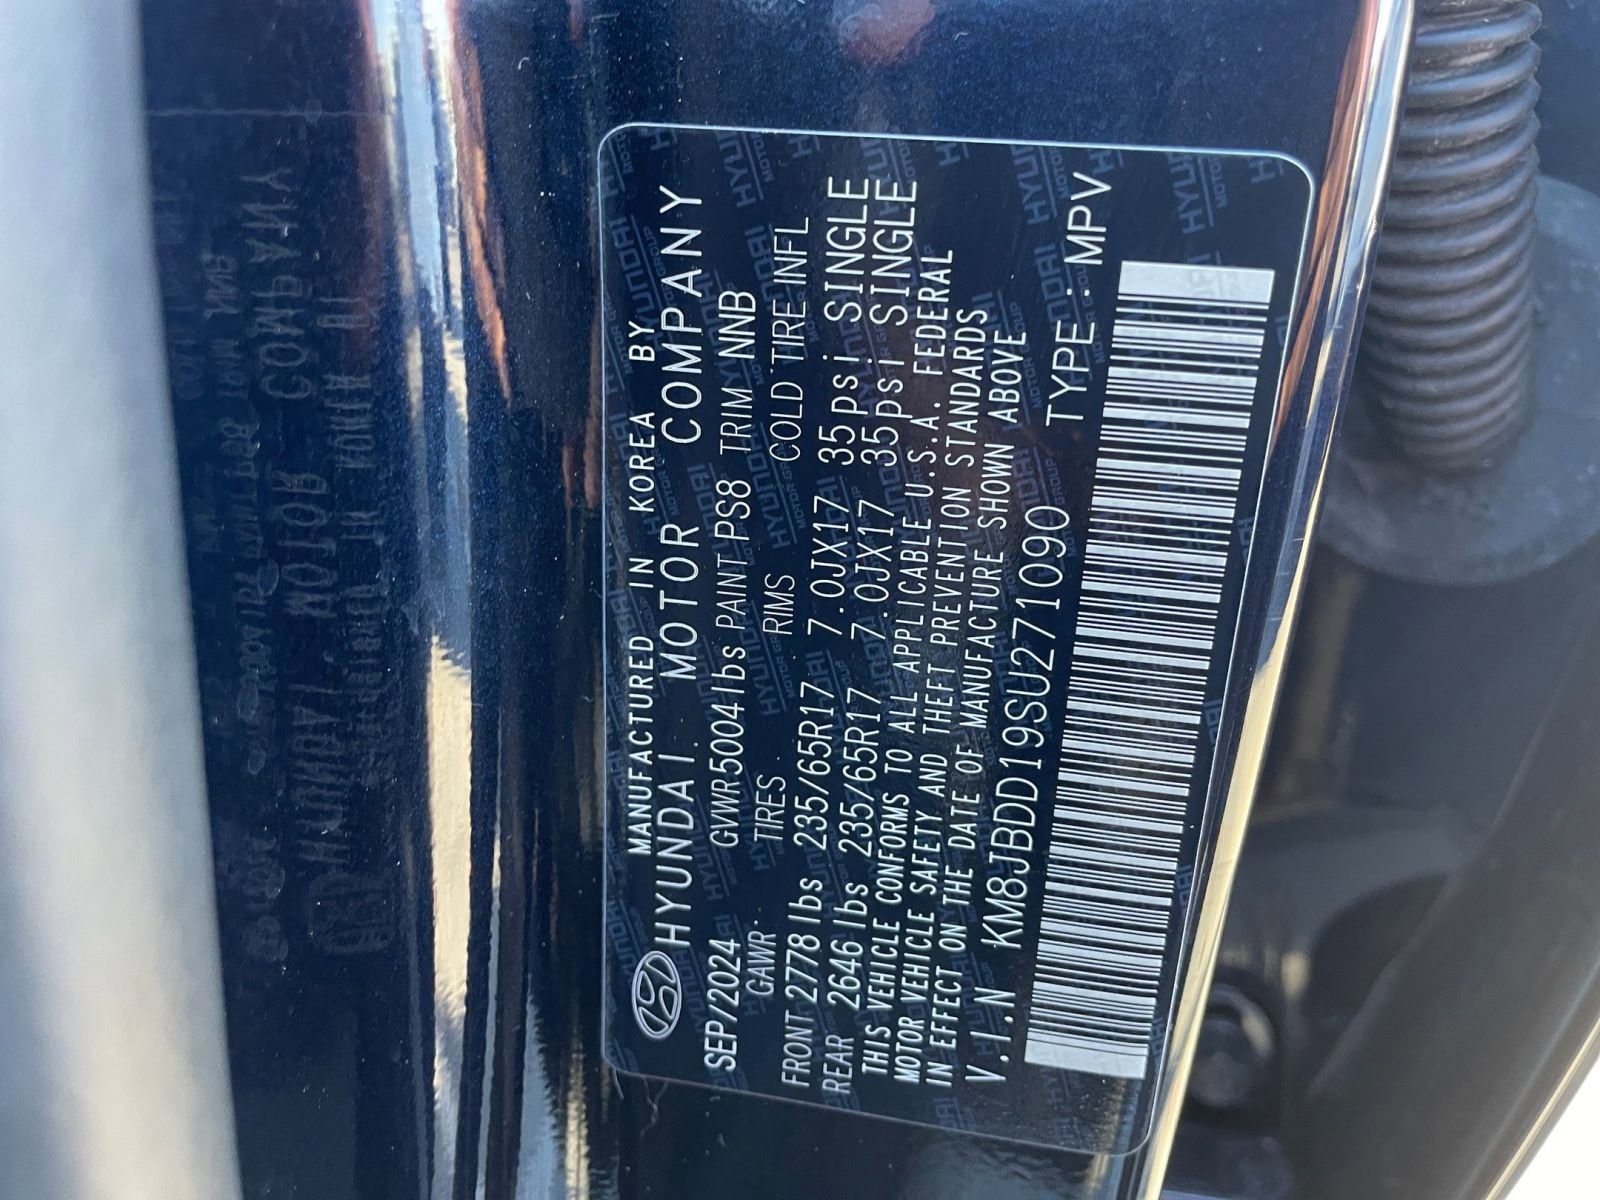 MANUFACTURED IN KOREA BY
HYUNDAI MOTOR COMPANY
SEP/2024 GVWR5004lbs PAINT PS8 TRIM NNB
GAWR TIRES RIMS COLD TIRE INFL
FRONT 2778 lbs 235/65R17 7.0JX17 35psi SINGLE
REAR 2646 lbs 235/65R17 7.0JX17 35psi SINGLE
THIS VEHICLE CONFORMS TO ALL APPLICABLE U.S.A. FEDERAL
MOTOR VEHICLE SAFETY AND THEFT PREVENTION STANDARDS
IN EFFECT ON THE DATE OF MANUFACTURE SHOWN ABOVE
V.I.N KM8JBDD19SU271090 TYPE:MPV